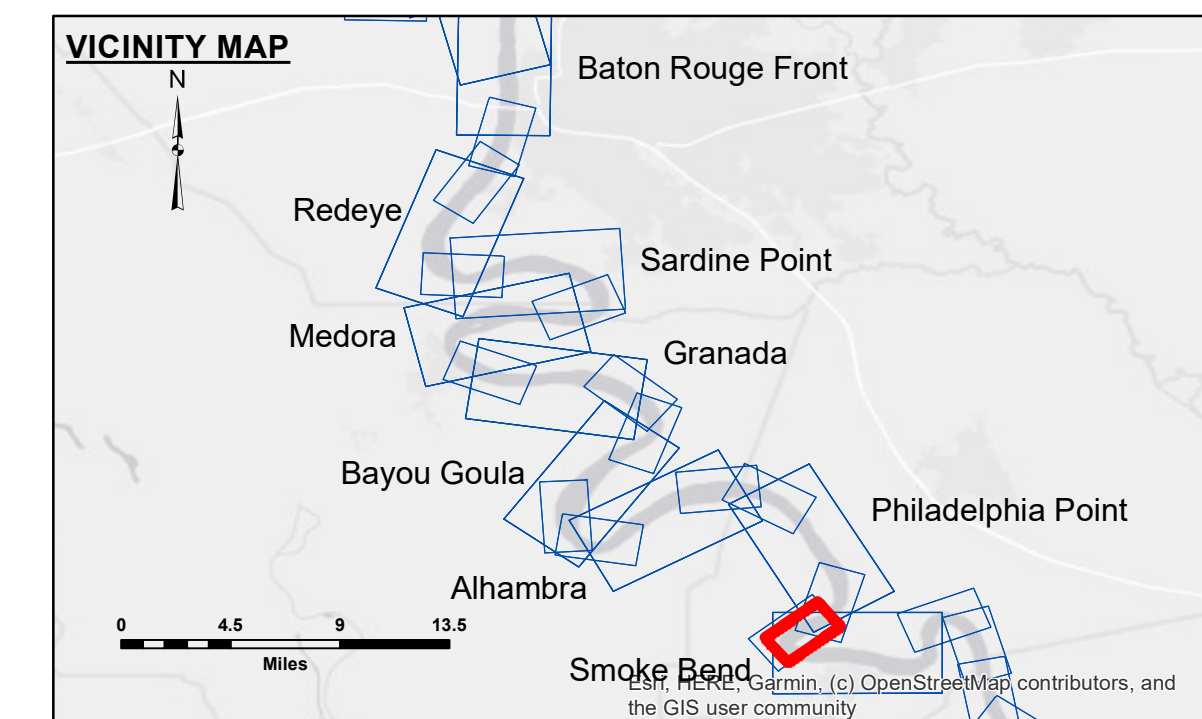 VICINITY MAP
N
Baton Rouge Front
Redeye
Sardine Point
Medora
Granada
Bayou Goula
Philadelphia Point
Alhambra
0 4.5 9 13.5
Miles
Smoke Bend
Esri, HERE, Garmin, (c) OpenStreetMap contributors, and
the GIS user community